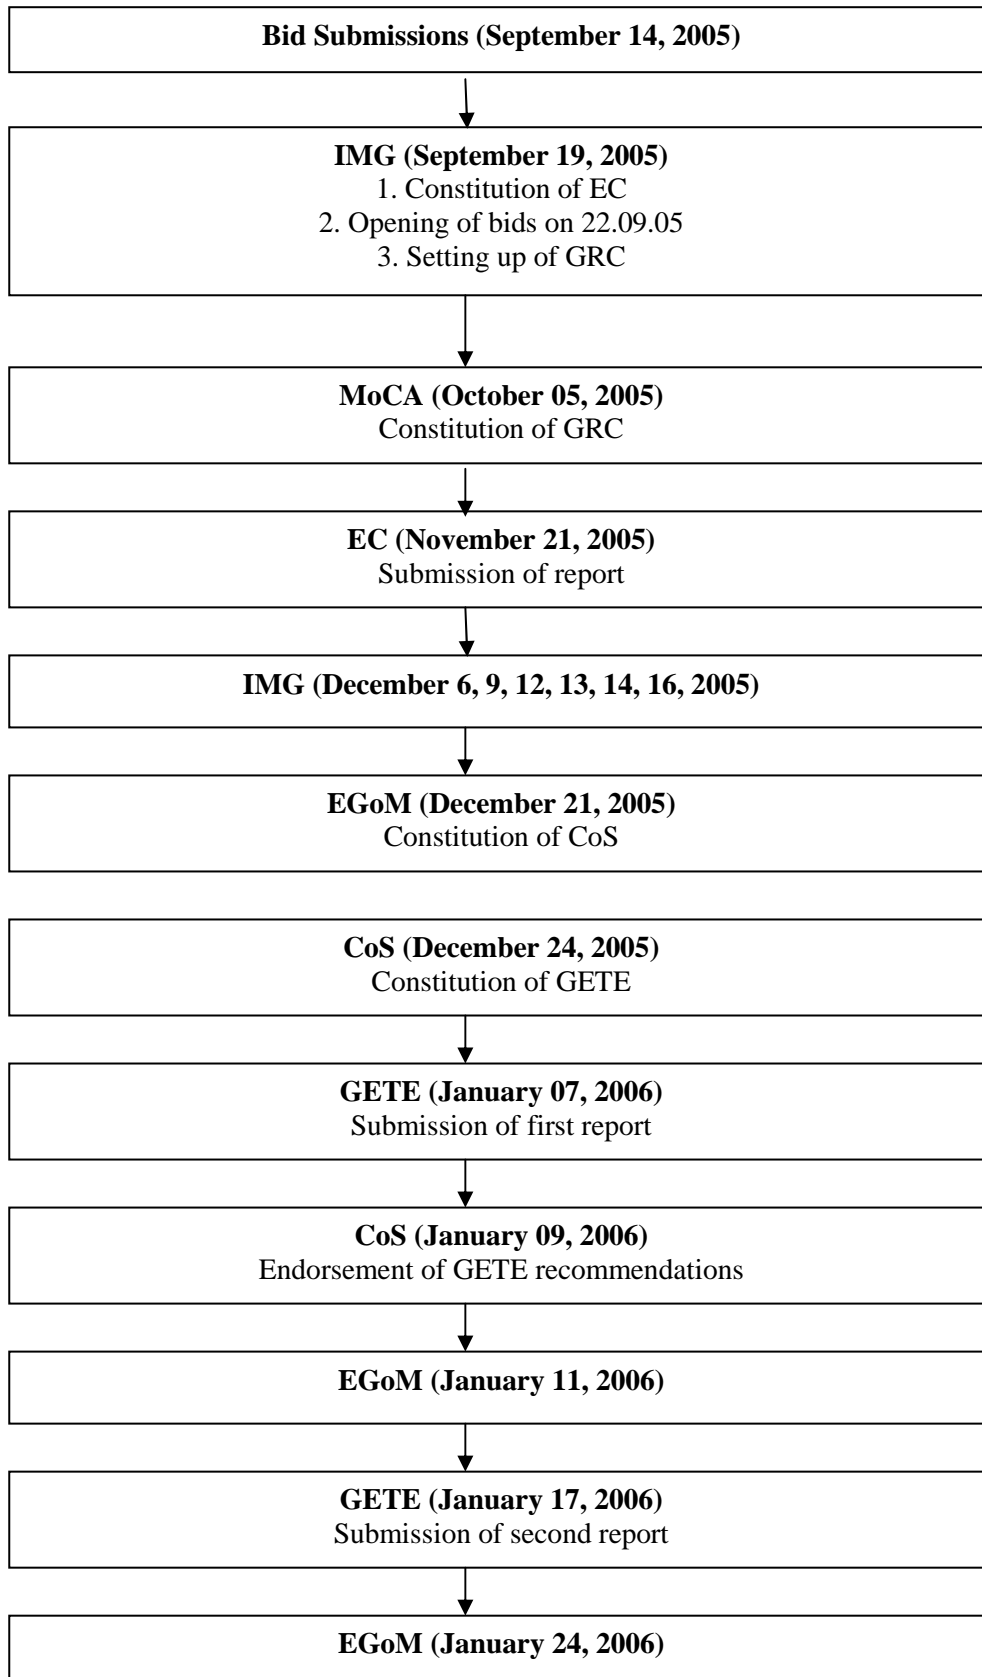 Bid Submissions (September 14, 2005)
IMG (September 19, 2005)
1. Constitution of EC
2. Opening of bids on 22.09.05
3. Setting up of GRC
MoCA (October 05, 2005)
Constitution of GRC
EC (November 21, 2005)
Submission of report
IMG (December 6, 9, 12, 13, 14, 16, 2005)
EGoM (December 21, 2005)
Constitution of CoS
CoS (December 24, 2005)
Constitution of GETE
GETE (January 07, 2006)
Submission of first report
CoS (January 09, 2006)
Endorsement of GETE recommendations
EGoM (January 11, 2006)
GETE (January 17, 2006)
Submission of second report
EGoM (January 24, 2006)